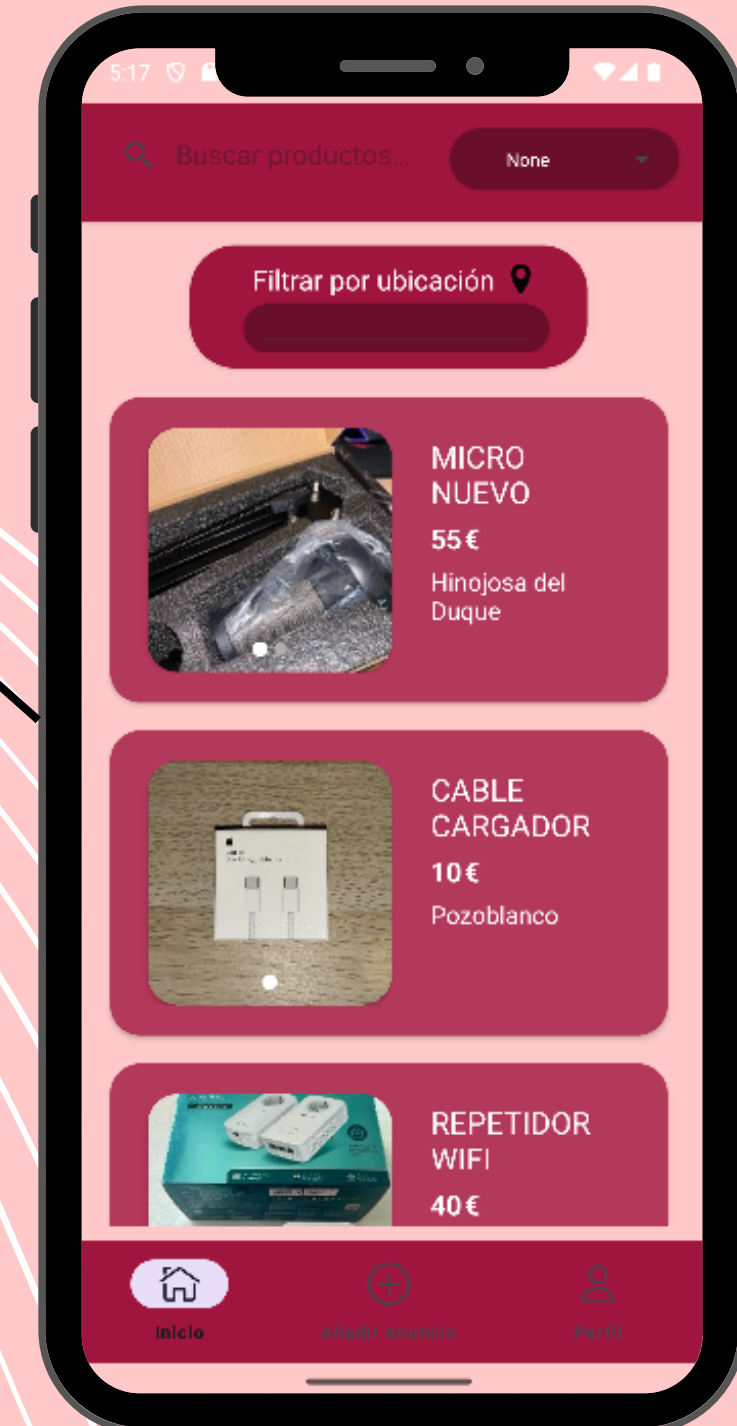 5:17
Buscar productos...
None
Filtrar por ubicación
MICRO
NUEVO
55 €
Hinojosa del
Duque
CABLE
CARGADOR
10 €
Pozoblanco
REPETIDOR
WIFI
40 €
Inicio
Añadir Anuncio
Perfil